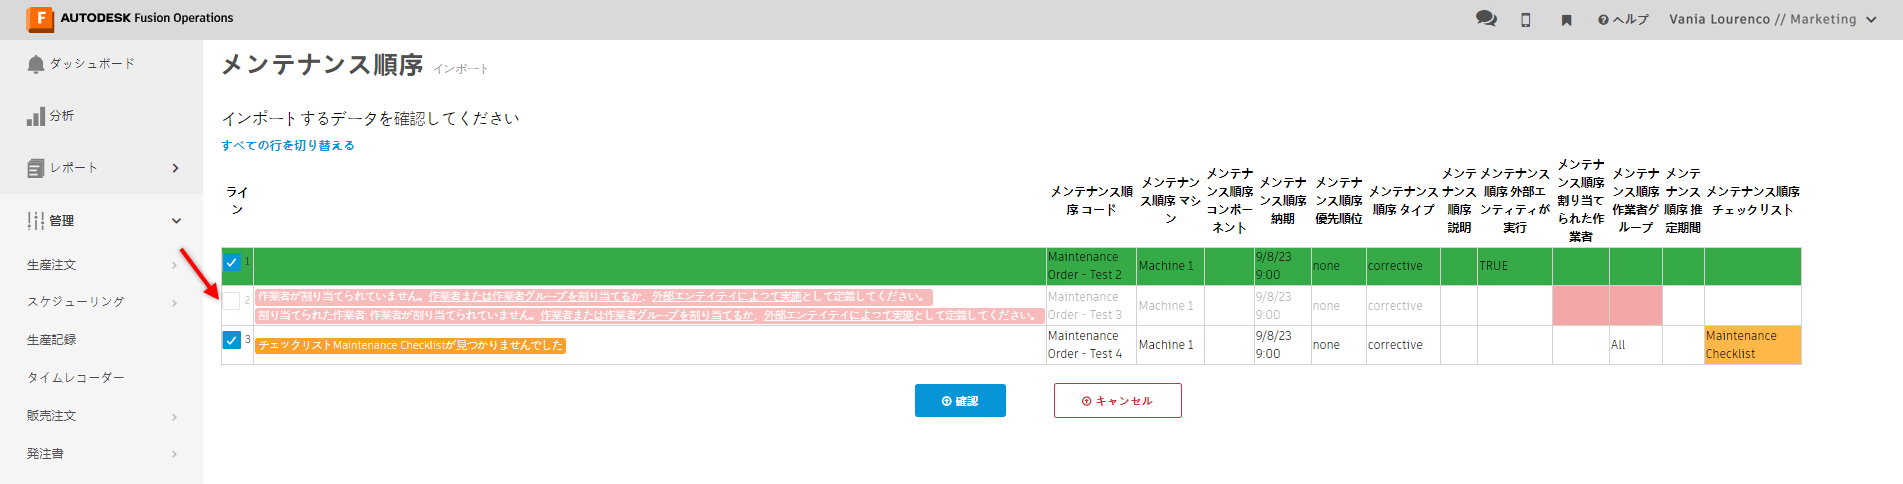 AUTODESK Fusion Operations
ヘルプ
Vania Lourenco // Marketing
ダッシュボード
分析
レポート
管理
生産注文
スケジューリング
生産記録
タイムレコーダー
販売注文
発注書
メンテナンス順序 インポート
インポートするデータを確認してください
すべての行を切り替える
ライン
メンテナンス順序 コード
メンテナンス順序 マシン
メンテナンス順序 コンポーネント
メンテナンス順序 納期
メンテナンス順序 優先順位
メンテナンス順序 タイプ
メンテナンス順序 説明
メンテナンス順序 外部エンティティが実行
メンテナンス順序 割り当てられた作業者
メンテナンス順序 作業者グループ
メンテナンス順序 推定期間
メンテナンス順序 チェックリスト
1 Maintenance Order - Test 2 Machine 1 9/8/23 9:00 none corrective TRUE
2 作業者が割り当てられていません。作業者または作業者グループを割り当てるか、外部エンティティによって実施として定義してください。
割り当てられた作業者: 作業者が割り当てられていません。作業者または作業者グループを割り当てるか、外部エンティティによって実施として定義してください。
Maintenance Order - Test 3 Machine 1 9/8/23 9:00 none corrective
3 チェックリストMaintenance Checklistが見つかりませんでした
Maintenance Order - Test 4 Machine 1 9/8/23 9:00 none corrective All Maintenance Checklist
確認
キャンセル